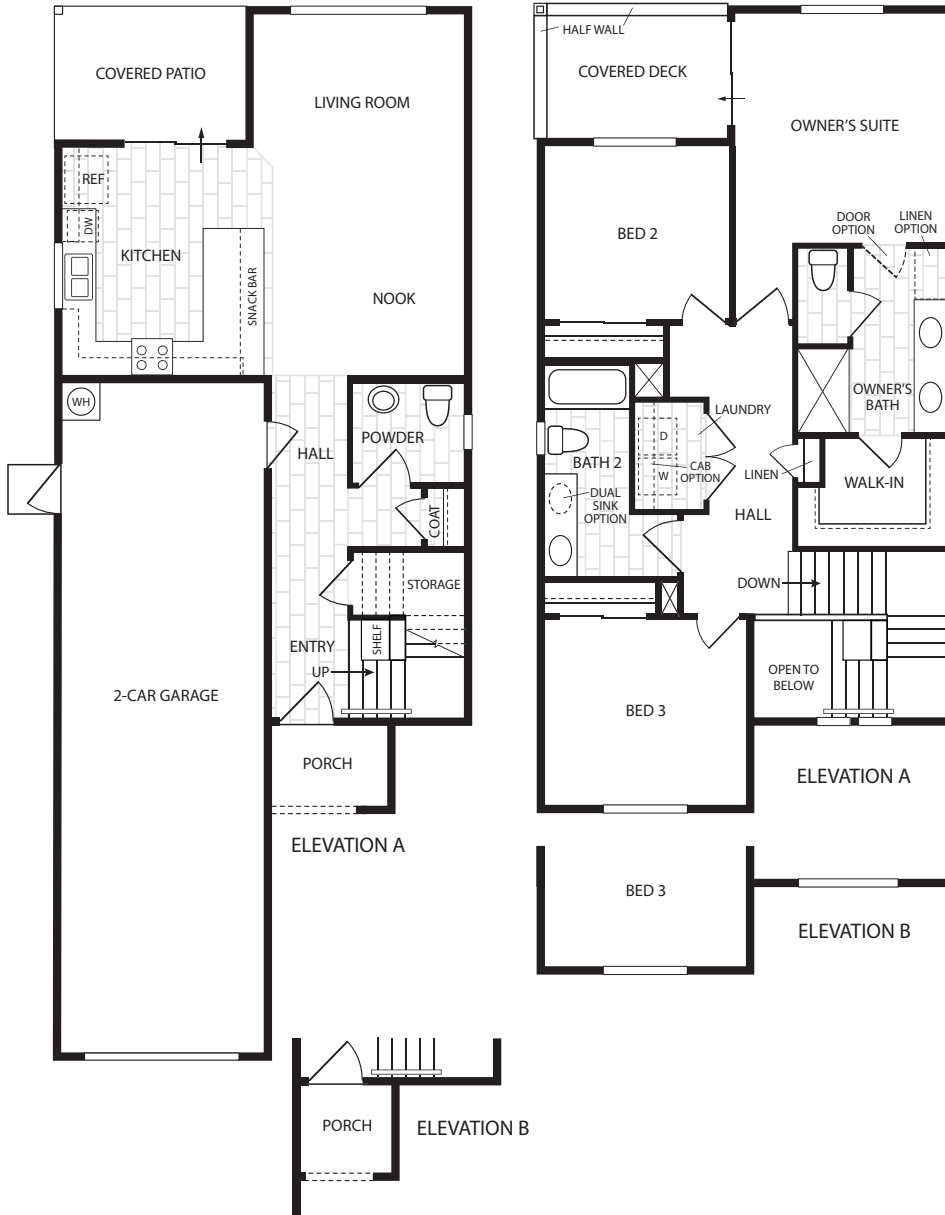 COVERED PATIO
LIVING ROOM
REF
DW
KITCHEN
SNACK BAR
NOOK
WH
HALL
POWDER
COAT
STORAGE
SHELF
ENTRY
UP
2-CAR GARAGE
PORCH
ELEVATION A
PORCH
ELEVATION B
HALF WALL
COVERED DECK
OWNER'S SUITE
BED 2
DOOR
OPTION
LINEN
OPTION
OWNER'S
BATH
LAUNDRY
D
W
CAB
OPTION
BATH 2
DUAL
SINK
OPTION
LINEN
WALK-IN
HALL
DOWN
OPEN TO
BELOW
BED 3
ELEVATION A
BED 3
ELEVATION B